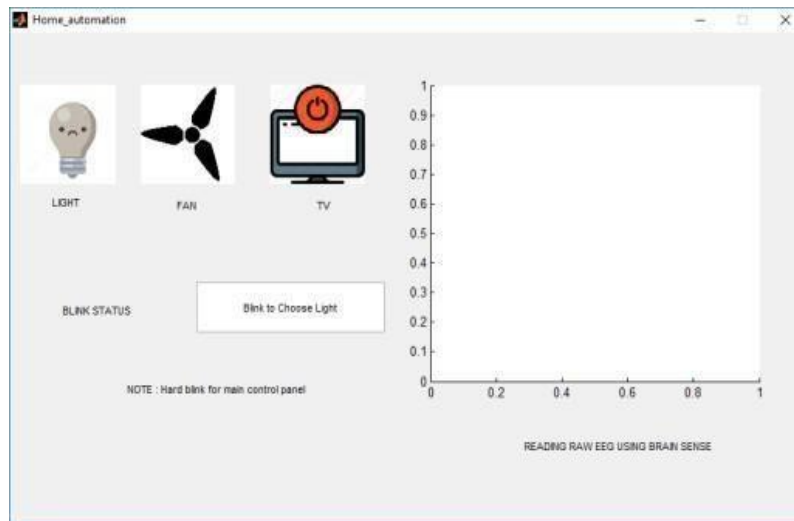 Home_automation
LIGHT
FAN
TV
BLINK STATUS
Blink to Choose Light
NOTE : Hard blink for main control panel
1
0.9
0.8
0.7
0.6
0.5
0.4
0.3
0.2
0.1
0
0 0.2 0.4 0.6 0.8 1
READING RAW EEG USING BRAIN SENSE